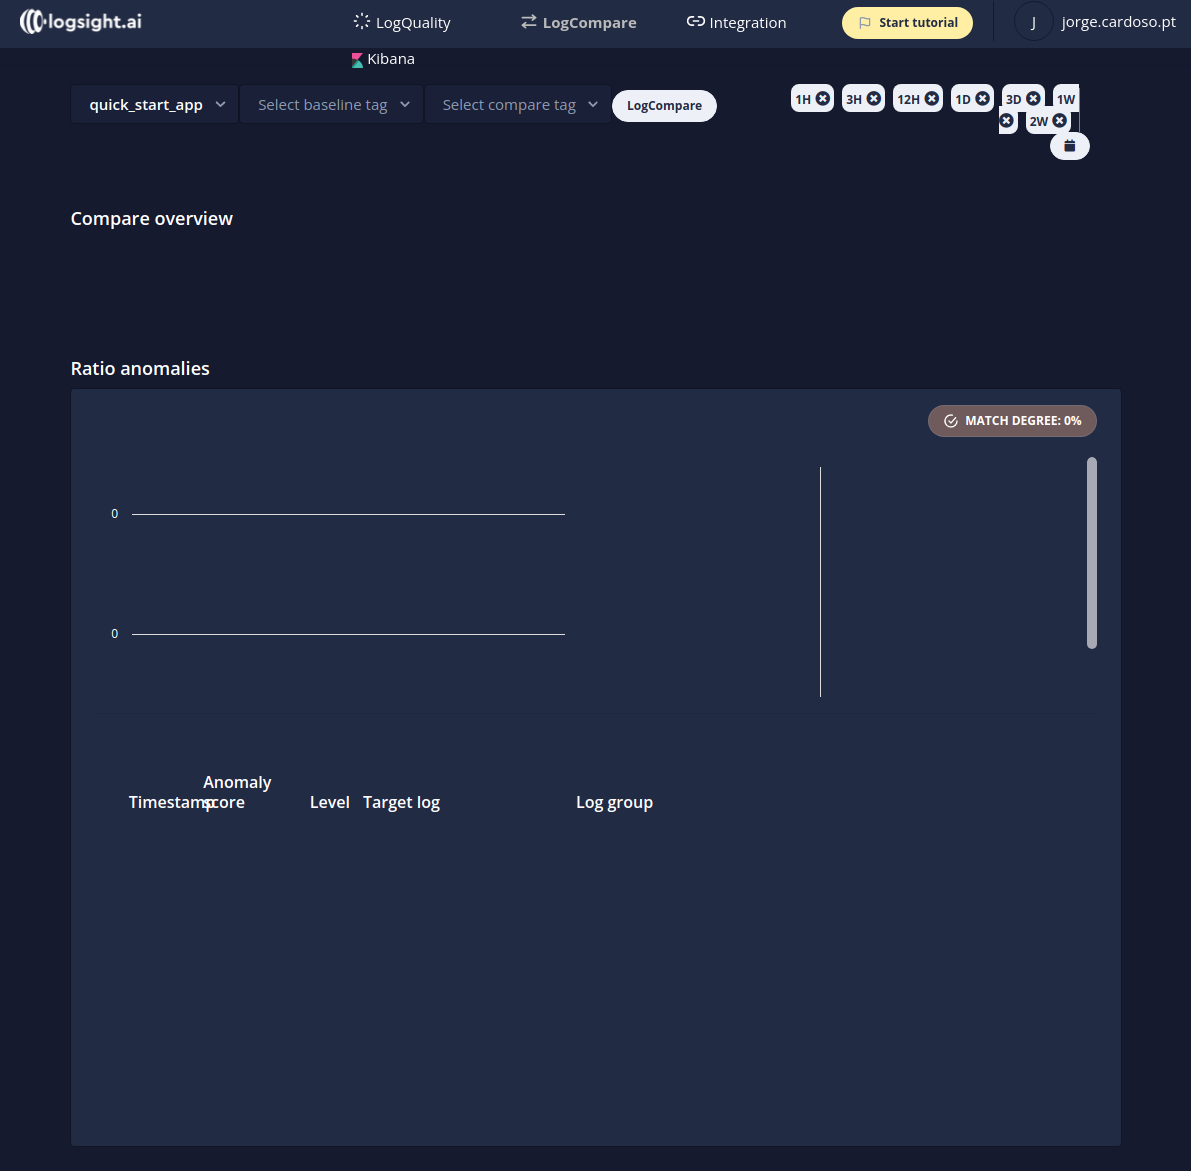 logsight.ai
LogQuality
LogCompare
Integration
Start tutorial
J
jorge.cardoso.pt
Kibana
quick_start_app
Select baseline tag
Select compare tag
LogCompare
1H
3H
12H
1D
3D
1W
2W
Compare overview
Ratio anomalies
MATCH DEGREE: 0%
0
0
Timestamp
Anomaly
score
Level
Target log
Log group